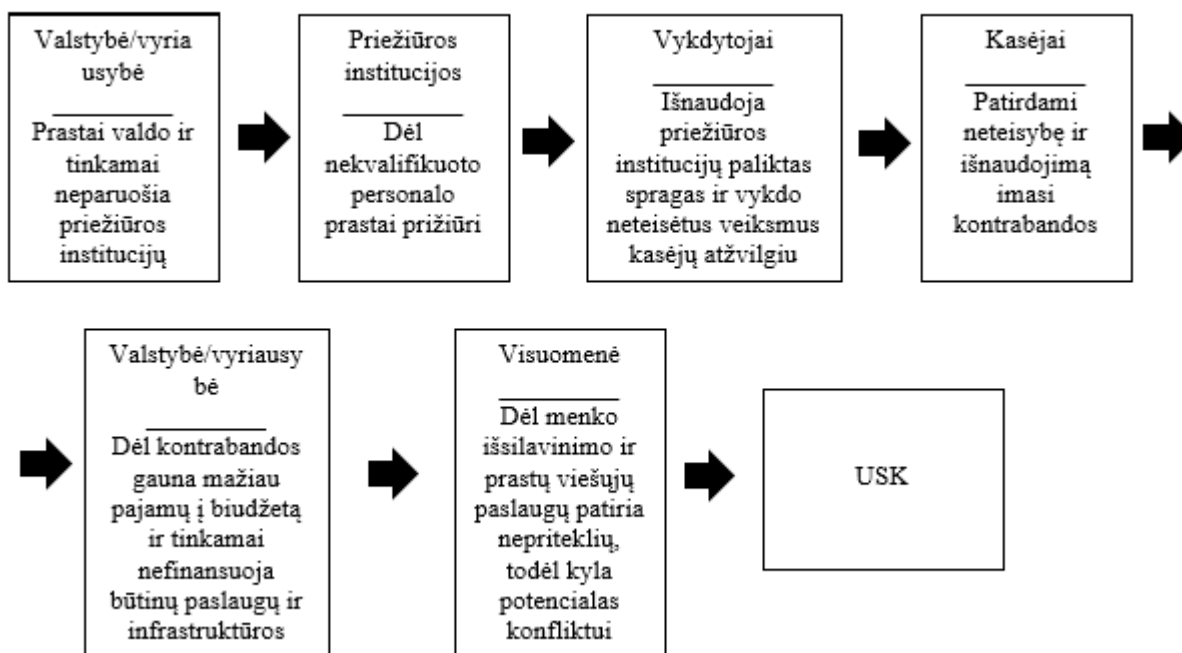 Valstybė/vyria
usybė
Prastai valdo ir
tinkamai
neparuošia
priežiūros
institucijų
Priežiūros
institucijos
Dėl
nekvalifikuoto
personalo
prastai prižiūri
Vykdytojai
Išnaudoja
priežiūros
institucijų paliktas
spragas ir vykdo
neteisėtus veiksmus
kasėjų atžvilgiu
Kasėjai
Patirdami
neteisybę ir
išnaudojimą
imasi
kontrabandos
Valstybė/vyriausy
bė
Dėl kontrabandos
gauna mažiau
pajamų į biudžetą
ir tinkamai
nefinansuoja
būtinų paslaugų ir
infrastruktūros
Visuomenė
Dėl menko
išsilavinimo ir
prastų viešųjų
paslaugų patiria
nepriteklių,
todėl kyla
potencialas
konfliktui
USK